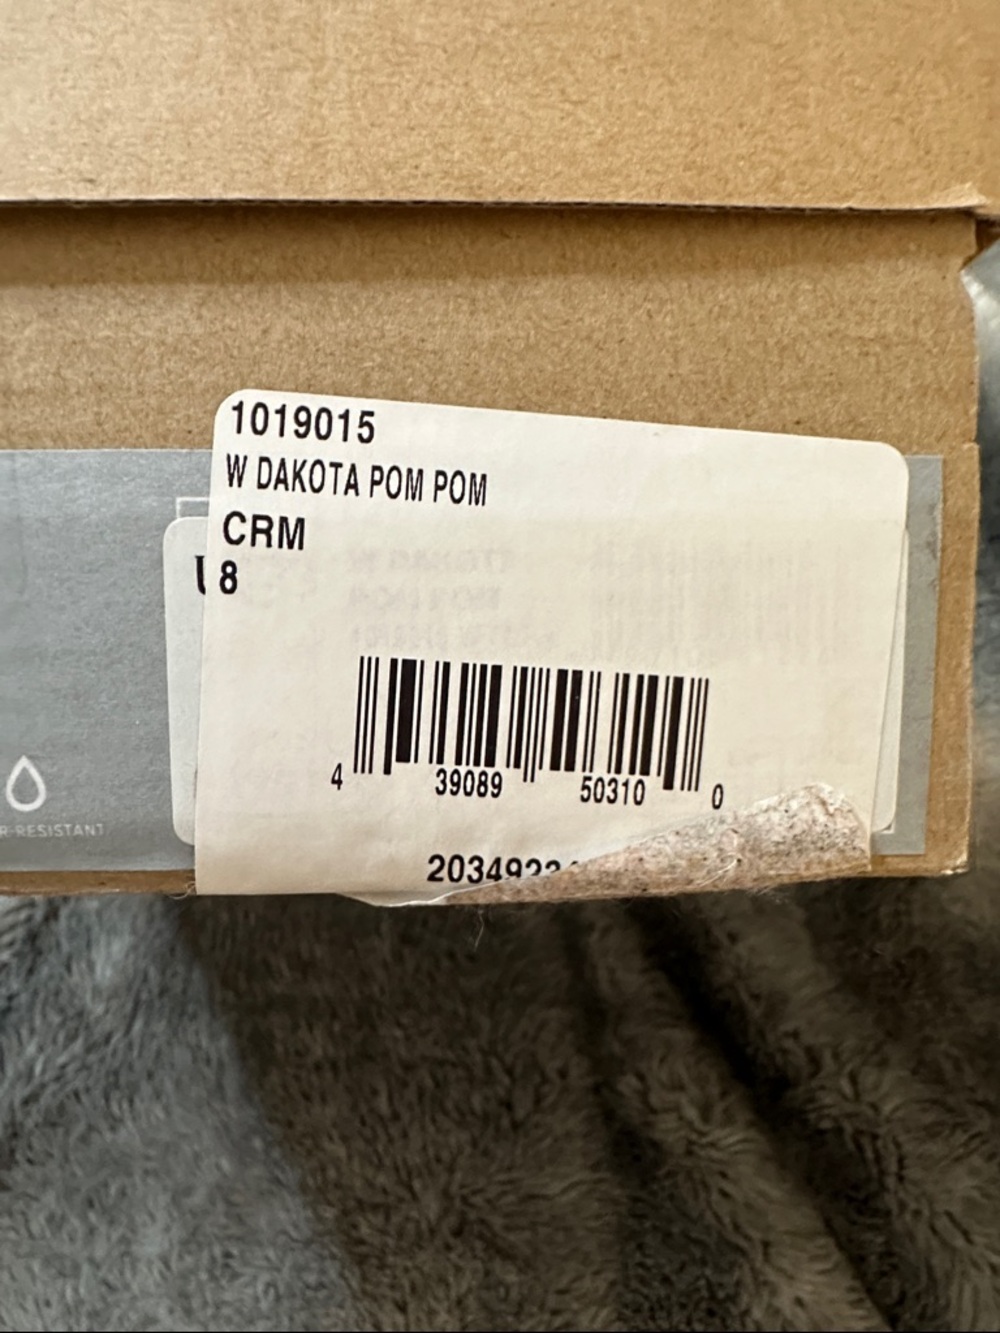 1019015
W DAKOTA POM POM
CRM
8
4 39089 50310 0
R-RESISTANT